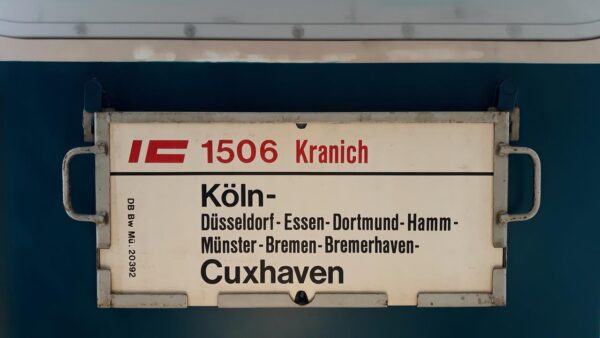 IC 1506 Kranich
Köln-
Düsseldorf-Essen-Dortmund-Hamm-
Münster-Bremen-Bremerhaven-
Cuxhaven
DB Bw Mü. 20392